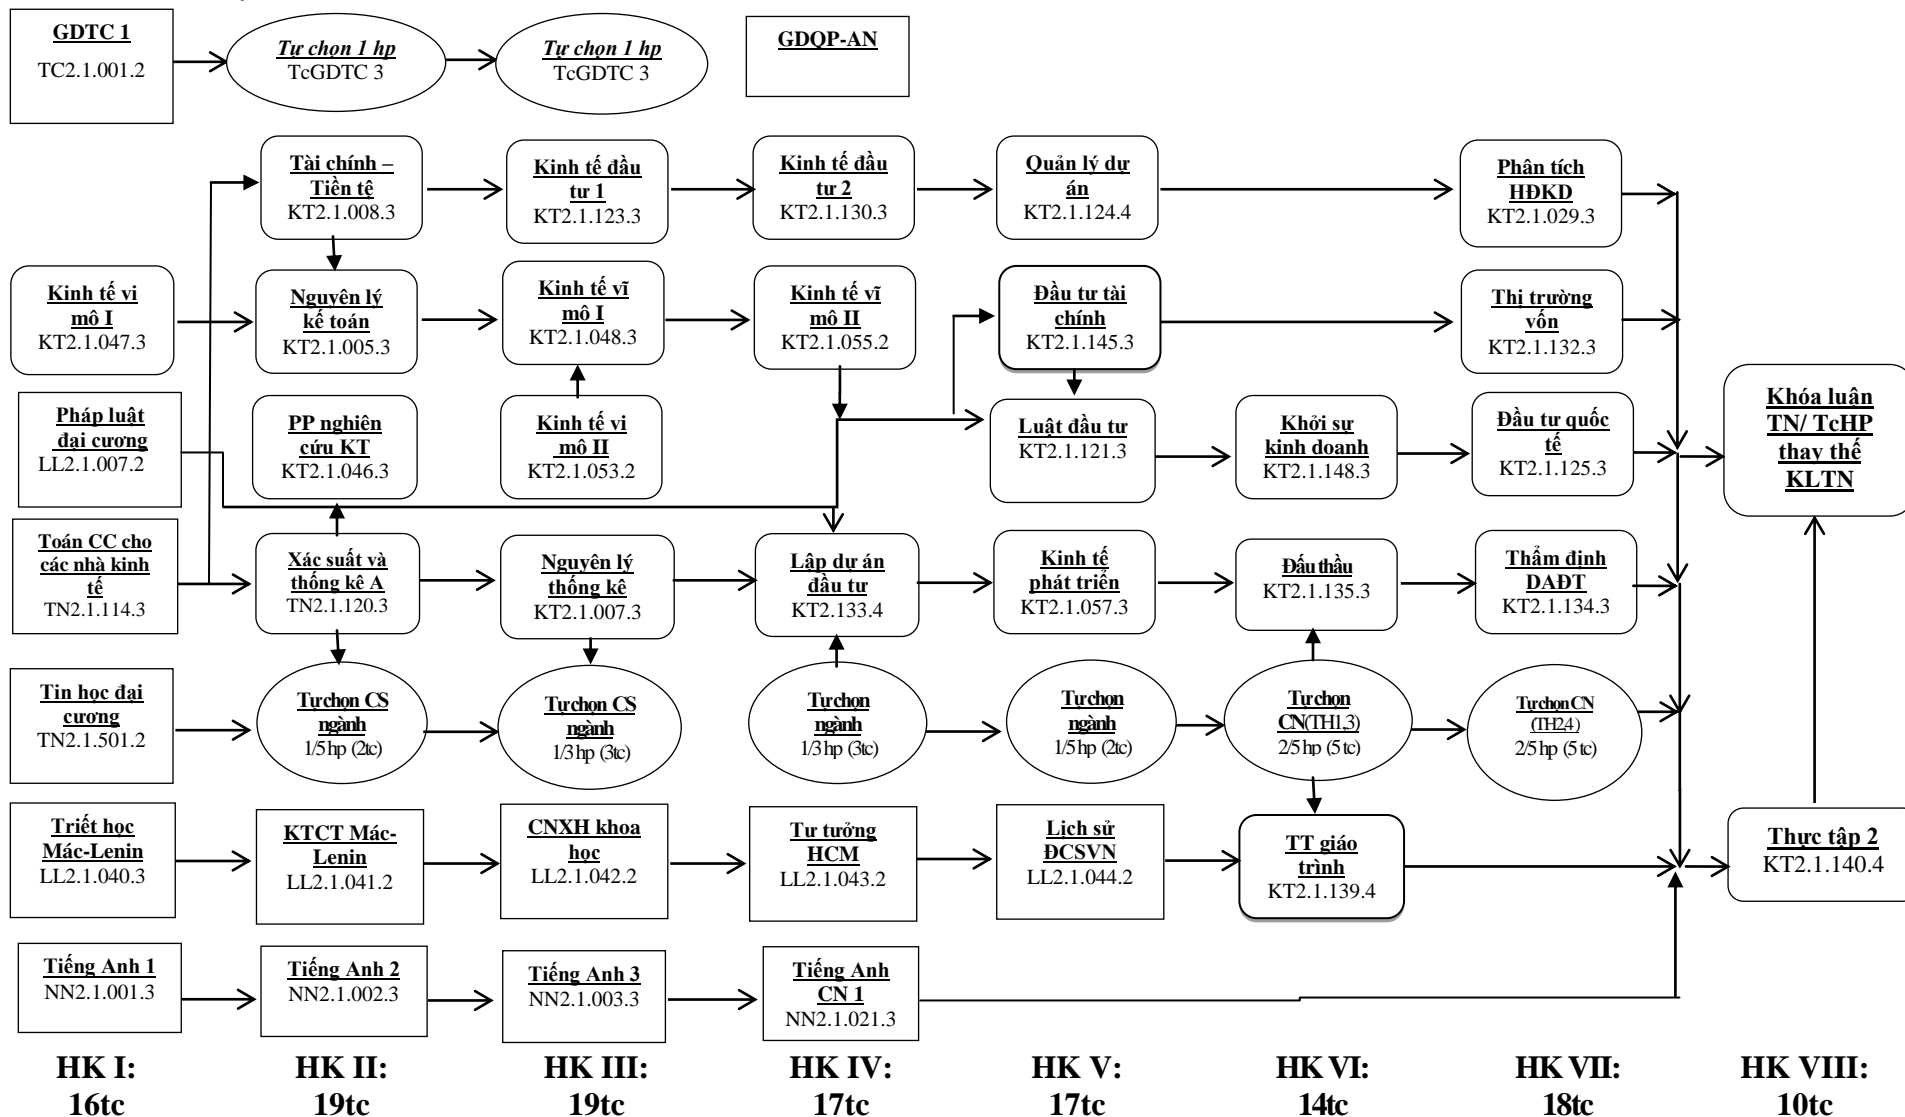 GDTC 1
TC2.1.001.2
Tự chọn 1 hp
TcGDTC 3
Tự chọn 1 hp
TcGDTC 3
GDQP-AN
Tài chính –
Tiền tệ
KT2.1.008.3
Kinh tế đầu
tư 1
KT2.1.123.3
Kinh tế đầu
tư 2
KT2.1.130.3
Quản lý dự
án
KT2.1.124.4
Phân tích
HĐKD
KT2.1.029.3
Kinh tế vi
mô I
KT2.1.047.3
Nguyên lý
kế toán
KT2.1.005.3
Kinh tế vĩ
mô I
KT2.1.048.3
Kinh tế vĩ
mô II
KT2.1.055.2
Đầu tư tài
chính
KT2.1.145.3
Thị trường
vốn
KT2.1.132.3
Pháp luật
đại cương
LL2.1.007.2
PP nghiên
cứu KT
KT2.1.046.3
Kinh tế vi
mô II
KT2.1.053.2
Luật đầu tư
KT2.1.121.3
Khởi sự
kinh doanh
KT2.1.148.3
Đầu tư quốc
tế
KT2.1.125.3
Khóa luận
TN/ TcHP
thay thế
KLTN
Toán CC cho
các nhà kinh
tế
TN2.1.114.3
Xác suất và
thống kê A
TN2.1.120.3
Nguyên lý
thống kê
KT2.1.007.3
Lập dự án
đầu tư
KT2.133.4
Kinh tế
phát triển
KT2.1.057.3
Đấu thầu
KT2.1.135.3
Thẩm định
DAĐT
KT2.1.134.3
Tin học đại
cương
TN2.1.501.2
Tự chọn CS
ngành
1/5 hp (2tc)
Tự chọn CS
ngành
1/3 hp (3tc)
Tự chọn
ngành
1/3 hp (3tc)
Tự chọn
ngành
1/5 hp (2tc)
Tự chọn
CN(TH1,3)
2/5 hp (5 tc)
Tự chọn CN
(TH2,4)
2/5 hp (5 tc)
Triết học
Mác-Lenin
LL2.1.040.3
KTCT Mác-
Lenin
LL2.1.041.2
CNXH khoa
học
LL2.1.042.2
Tư tưởng
HCM
LL2.1.043.2
Lịch sử
ĐCSVN
LL2.1.044.2
TT giáo
trình
KT2.1.139.4
Thực tập 2
KT2.1.140.4
Tiếng Anh 1
NN2.1.001.3
Tiếng Anh 2
NN2.1.002.3
Tiếng Anh 3
NN2.1.003.3
Tiếng Anh
CN 1
NN2.1.021.3
HK I:
16tc
HK II:
19tc
HK III:
19tc
HK IV:
17tc
HK V:
17tc
HK VI:
14tc
HK VII:
18tc
HK VIII:
10tc